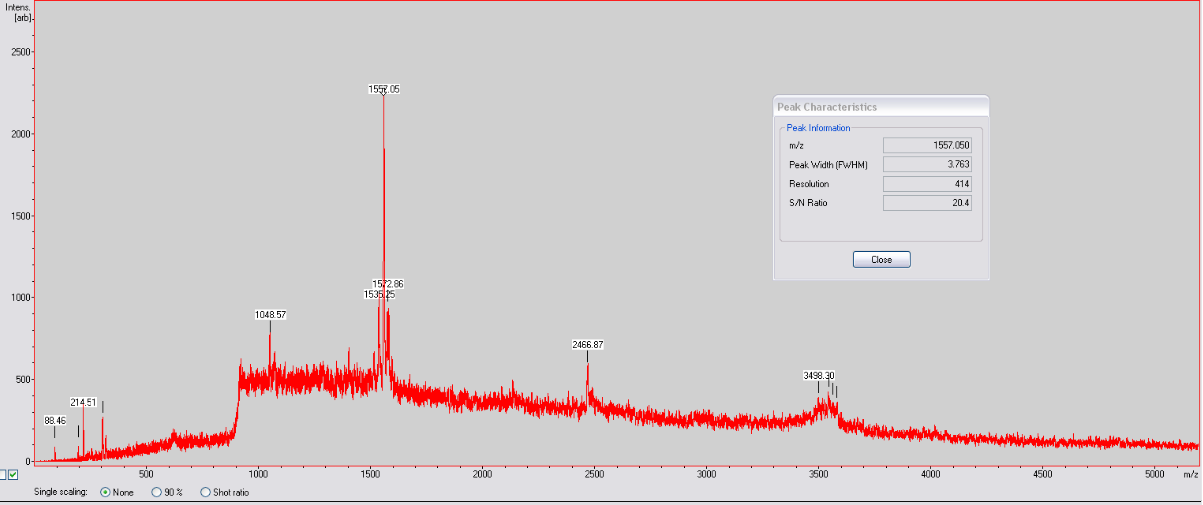 Intens.
[arb]
2500
2000
1500
1000
500
0
1557.05
1572.86
1048.57
2466.87
3498.30
214.51
88.46
Peak Characteristics
Peak Information
m/z 1557.050
Peak Width (FWHM) 3.763
Resolution 414
S/N Ratio 20.4
Close
500 1000 1500 2000 2500 3000 3500 4000 4500 5000 m/z
Single scaling: None 90 % Shot ratio